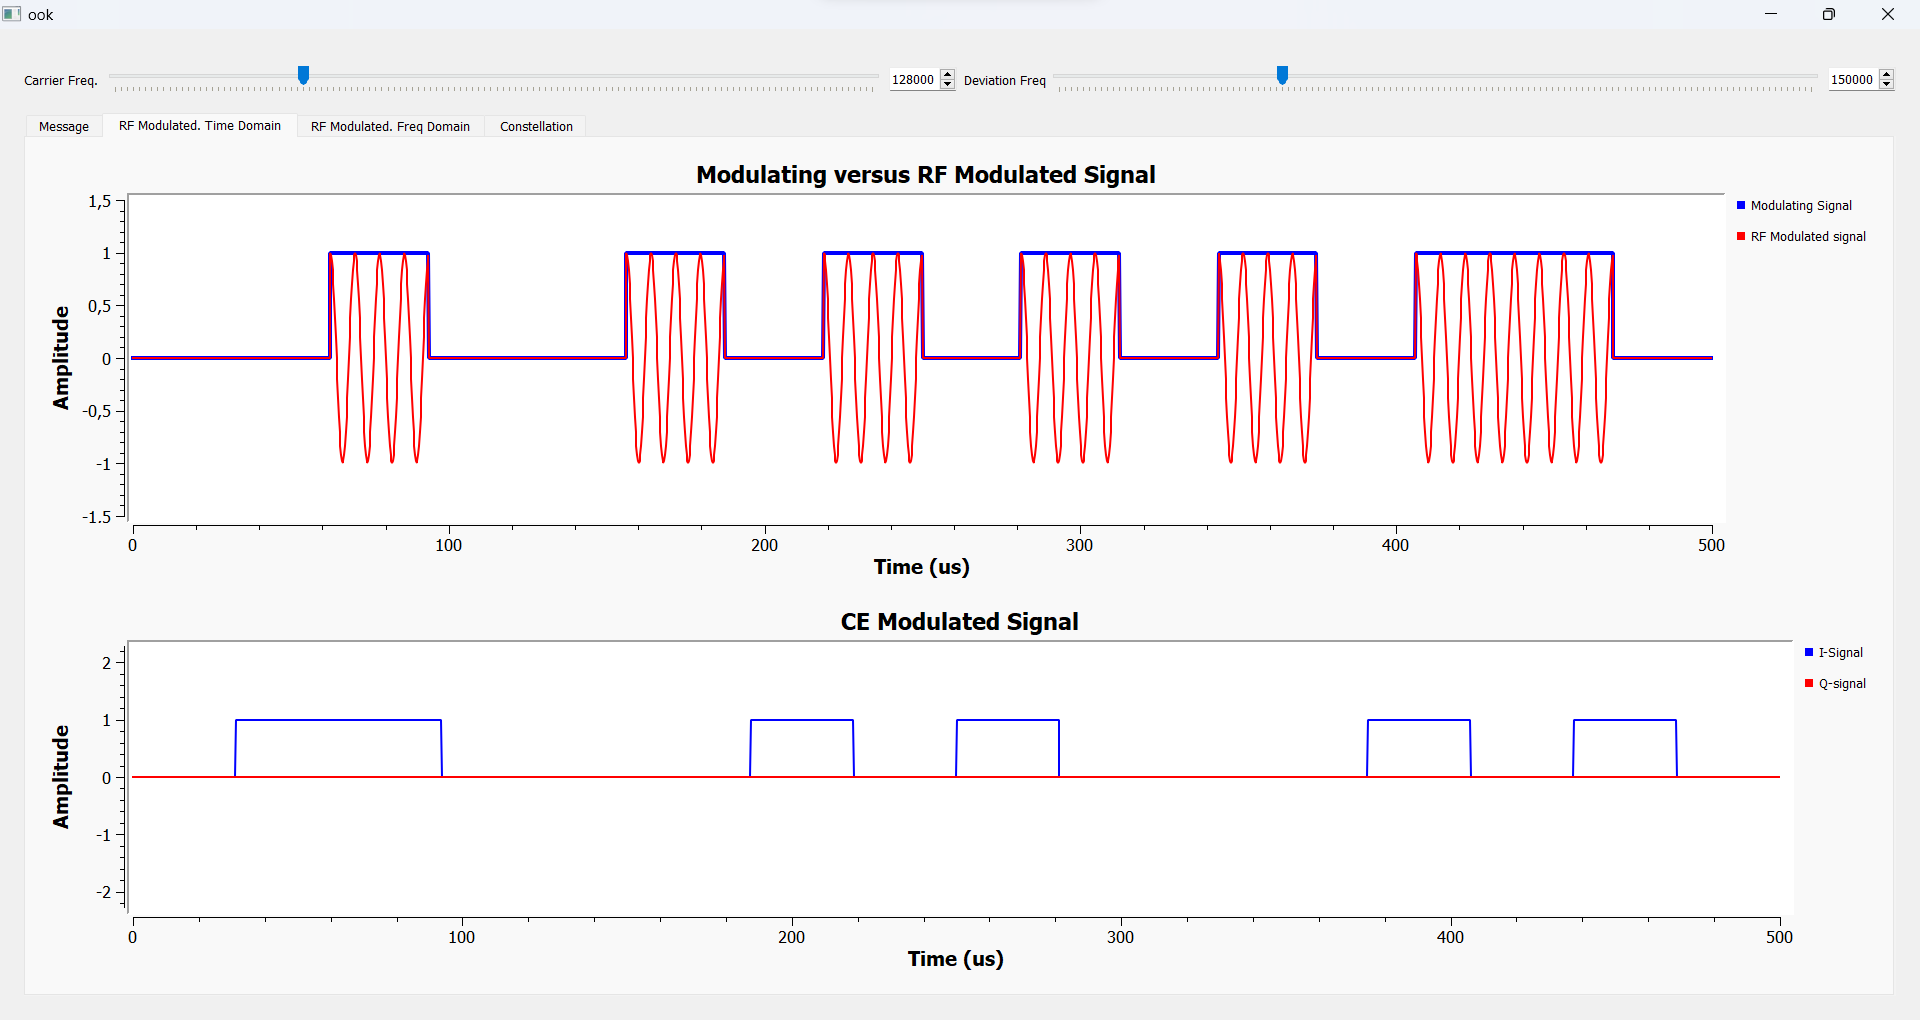 ook
Carrier Freq. 128000 Deviation Freq 150000
Message RF Modulated. Time Domain RF Modulated. Freq Domain Constellation
Modulating versus RF Modulated Signal
1,5
1
0,5
0
-0,5
-1
-1.5
Amplitude
Modulating Signal
RF Modulated signal
0 100 200 300 400 500
Time (us)
CE Modulated Signal
2
1
0
-1
-2
Amplitude
I-Signal
Q-signal
0 100 200 300 400 500
Time (us)